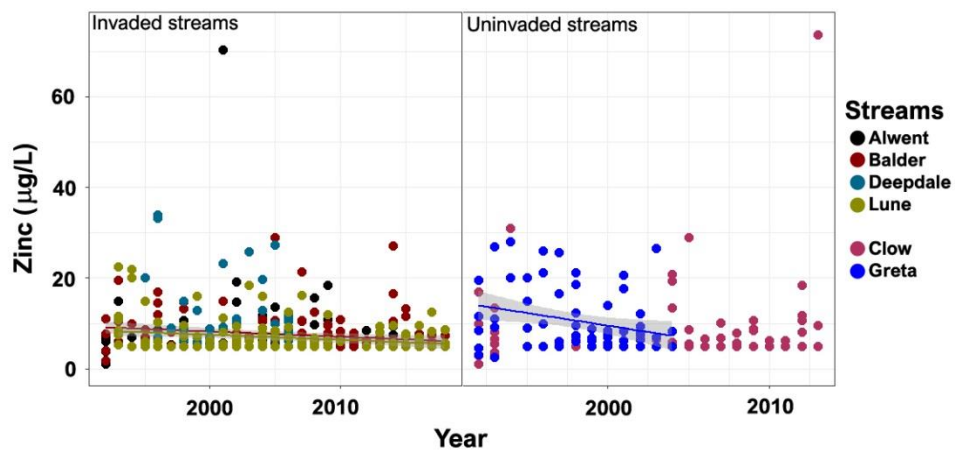 Invaded streams
Uninvaded streams
60
40
20
0
Zinc (µg/L)
2000
2010
2000
2010
Year
Streams
Alwent
Balder
Deepdale
Lune
Clow
Greta